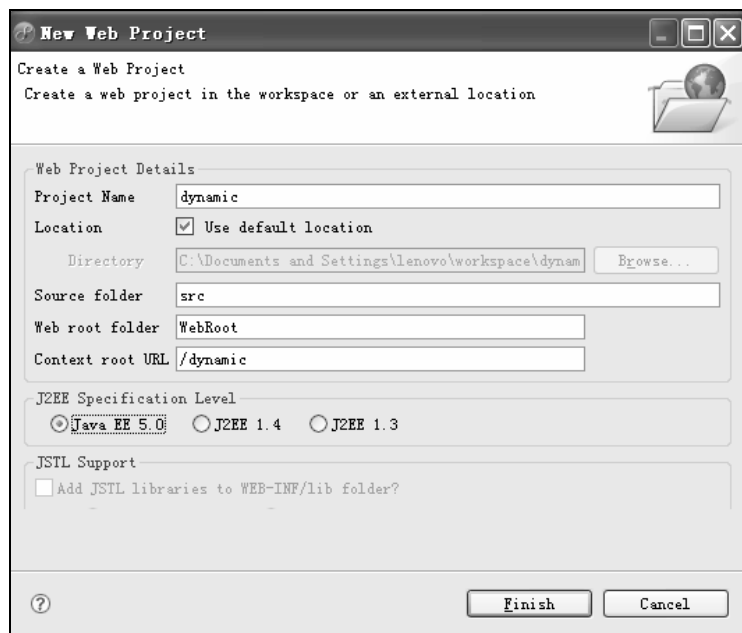 New Web Project
Create a Web Project
Create a web project in the workspace or an external location
Web Project Details
Project Name dynamic
Location Use default location
Directory C:\Documents and Settings\lenovo\workspace\dynam Browse...
Source folder src
Web root folder WebRoot
Context root URL /dynamic
J2EE Specification Level
Java EE 5.0 J2EE 1.4 J2EE 1.3
JSTL Support
Add JSTL libraries to WEB-INF/lib folder?
? Finish Cancel